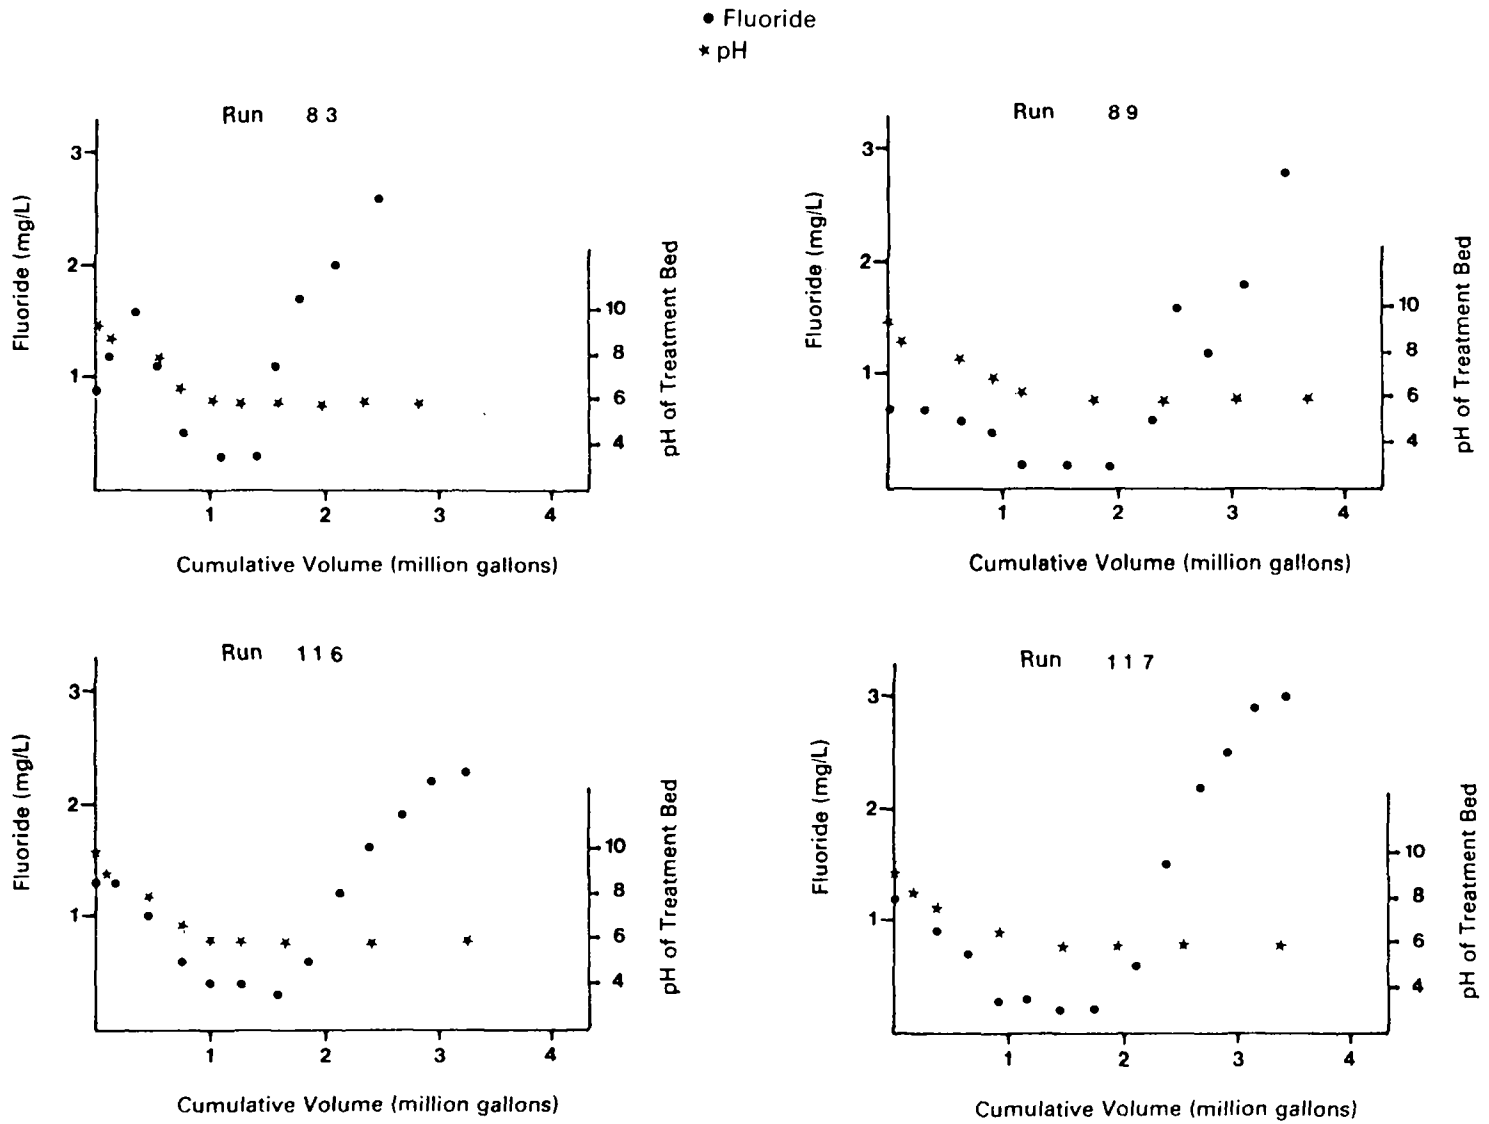 Fluoride
pH
Run 83
3
2
1
Fluoride (mg/L)
10
8
6
4
pH of Treatment Bed
1 2 3 4
Cumulative Volume (million gallons)
Run 89
3
2
1
Fluoride (mg/L)
10
8
6
4
pH of Treatment Bed
1 2 3 4
Cumulative Volume (million gallons)
Run 116
3
2
1
Fluoride (mg/L)
10
8
6
4
pH of Treatment Bed
1 2 3 4
Cumulative Volume (million gallons)
Run 117
3
2
1
Fluoride (mg/L)
10
8
6
4
pH of Treatment Bed
1 2 3 4
Cumulative Volume (million gallons)